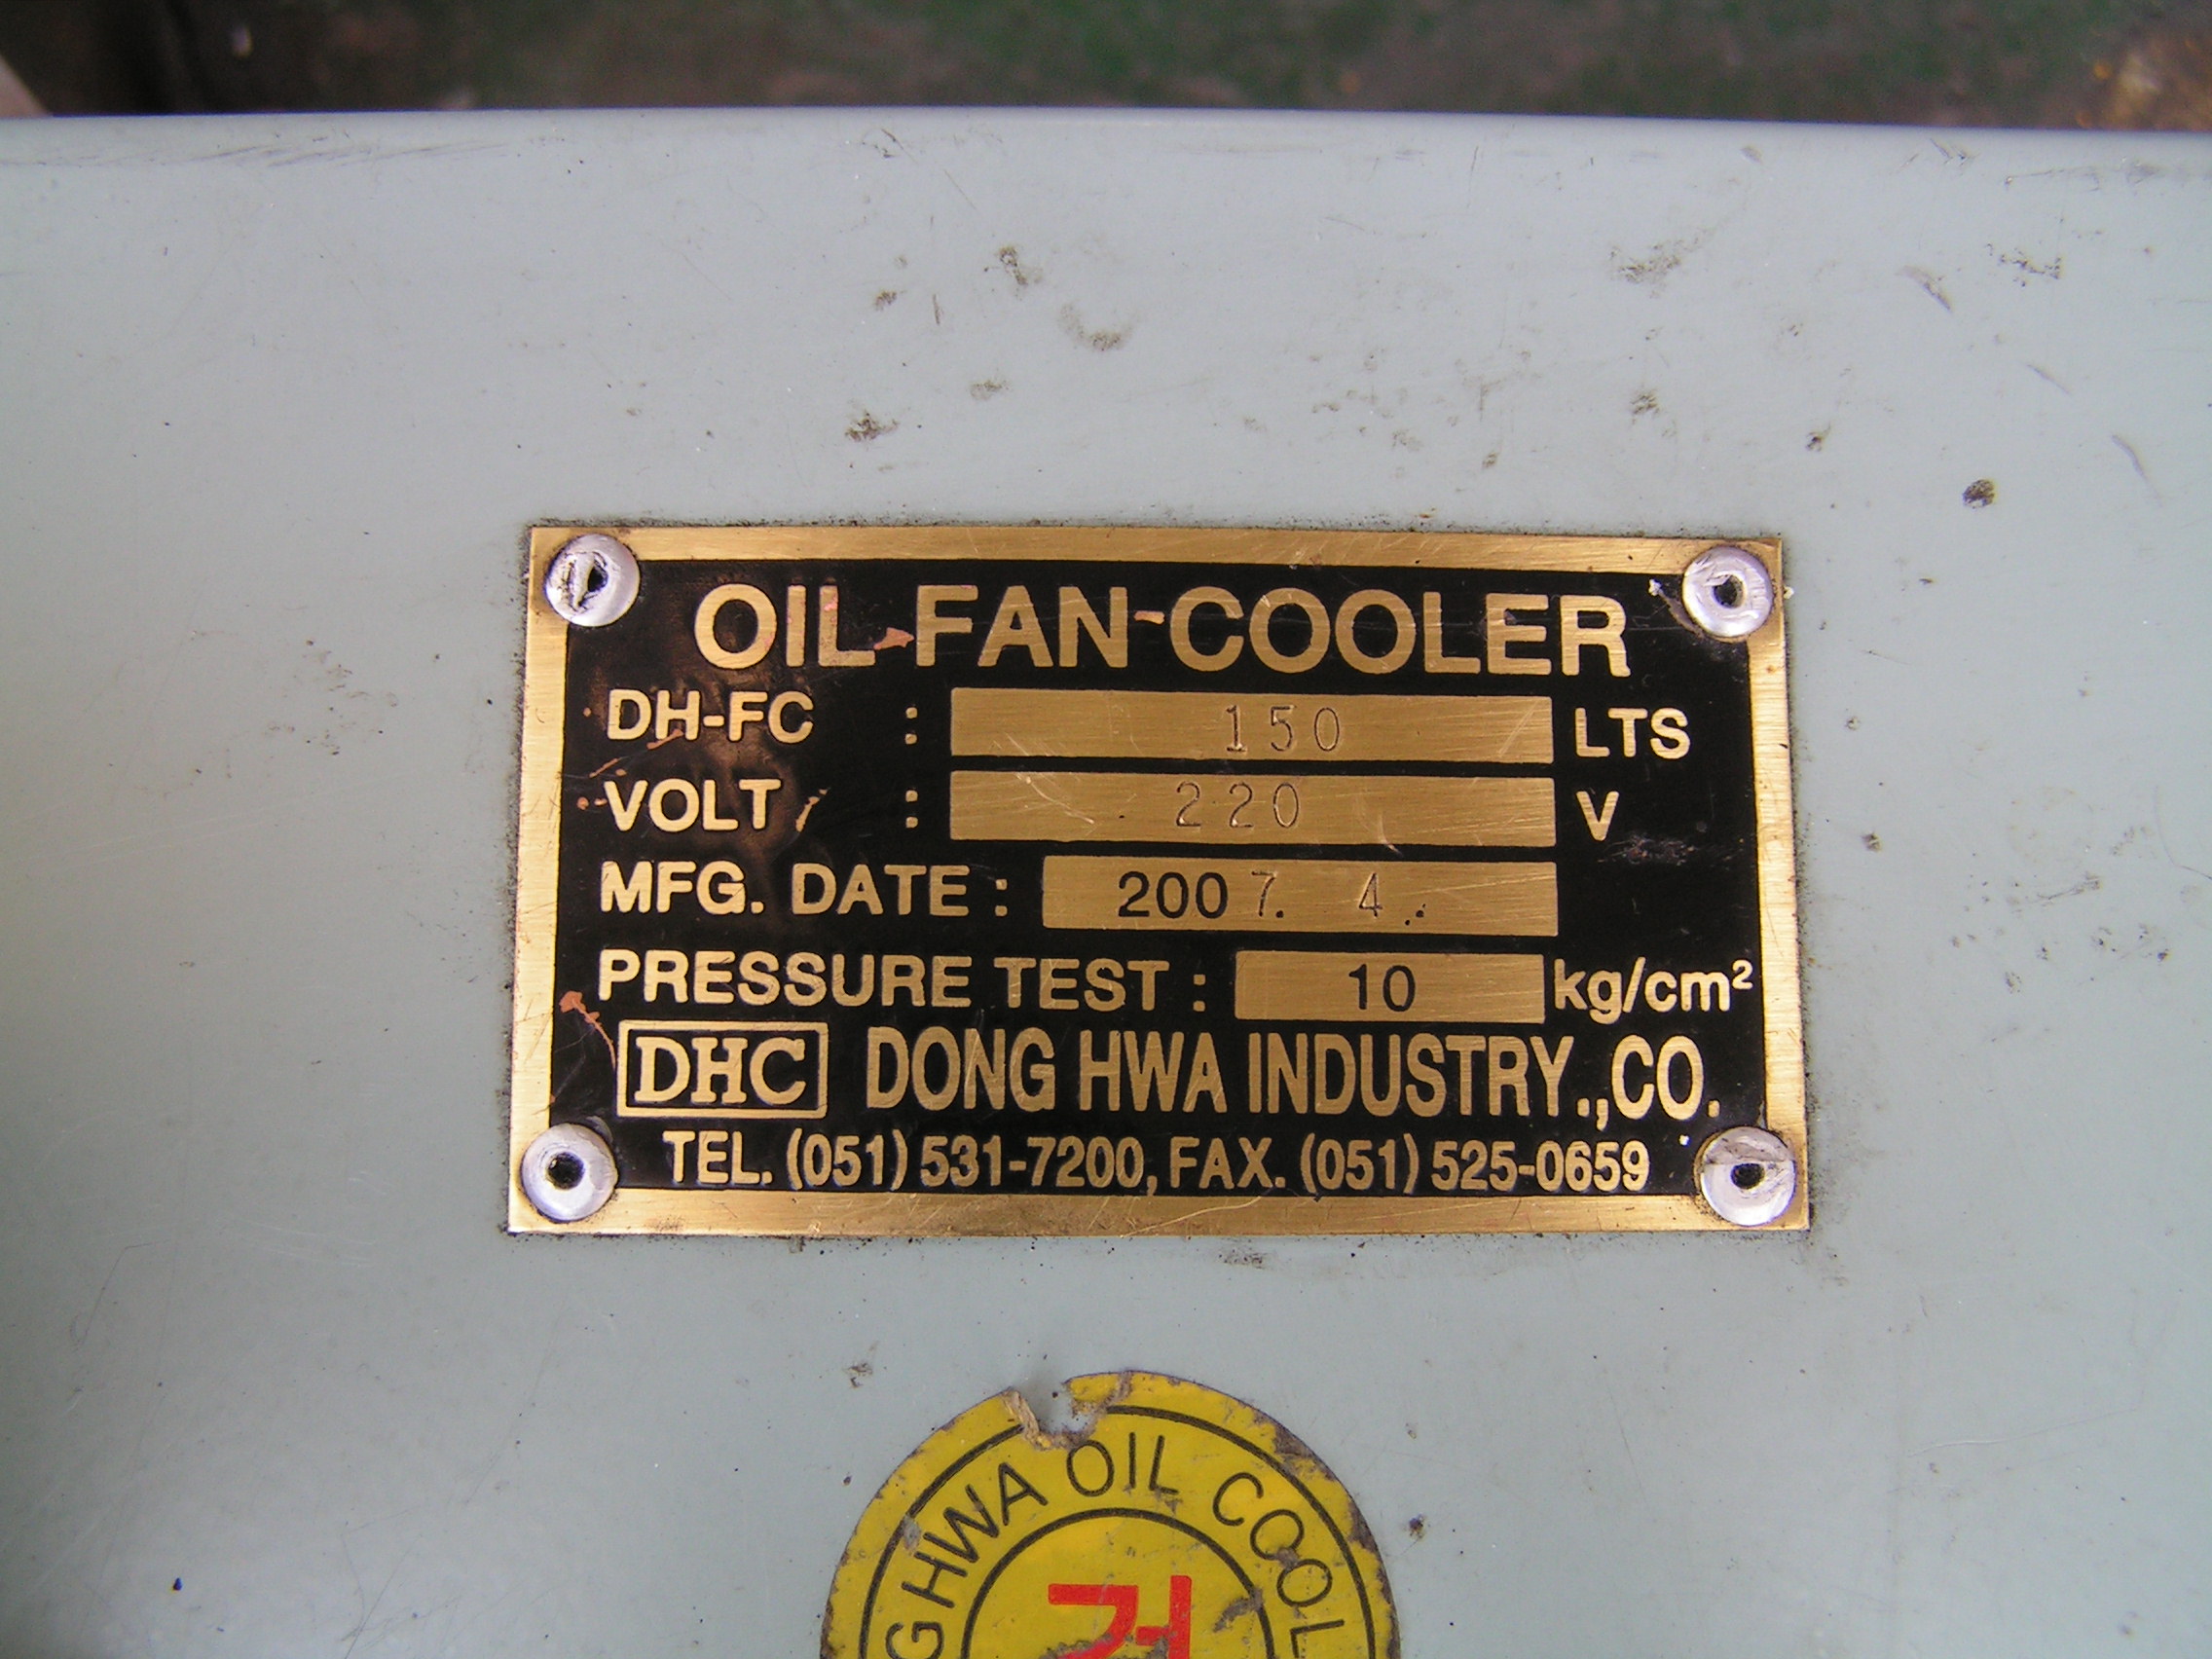 OIL-FAN-COOLER
DH-FC : 150 LTS
VOLT : 220 V
MFG. DATE : 2007. 4.
PRESSURE TEST : 10 kg/cm²
DHC DONG HWA INDUSTRY.,CO.
TEL. (051) 531-7200, FAX. (051) 525-0659
GHWA OIL COOL